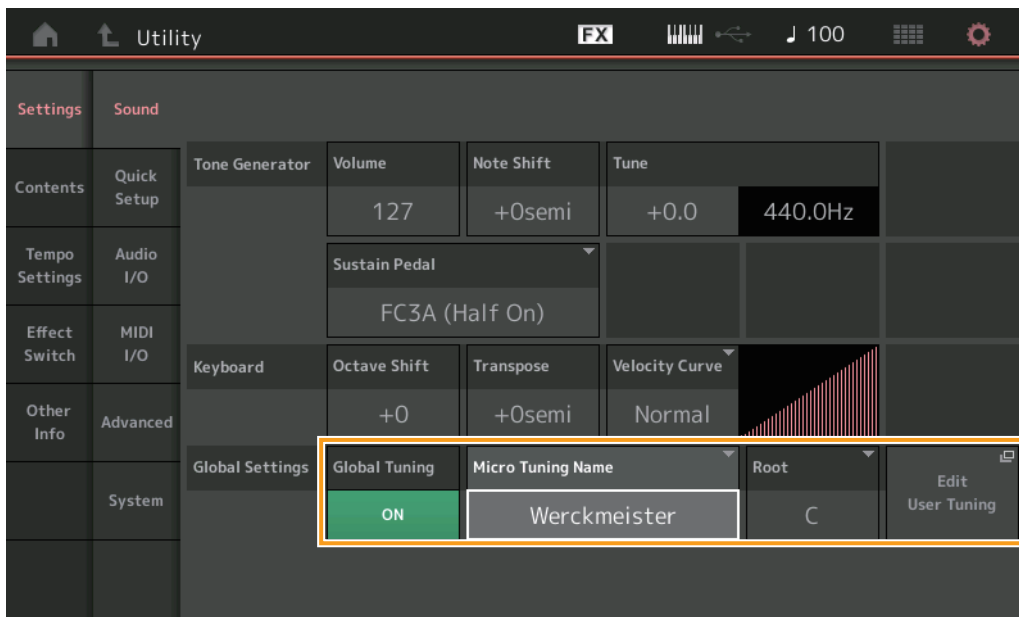 Utility
FX
♩ 100
Settings
Sound
Contents
Quick
Setup
Tempo
Settings
Audio
I/O
Effect
Switch
MIDI
I/O
Other
Info
Advanced
System
Tone Generator
Volume
Note Shift
Tune
127
+0semi
+0.0
440.0Hz
Sustain Pedal
FC3A (Half On)
Keyboard
Octave Shift
Transpose
Velocity Curve
+0
+0semi
Normal
Global Settings
Global Tuning
Micro Tuning Name
Root
Edit
User Tuning
ON
Werckmeister
C